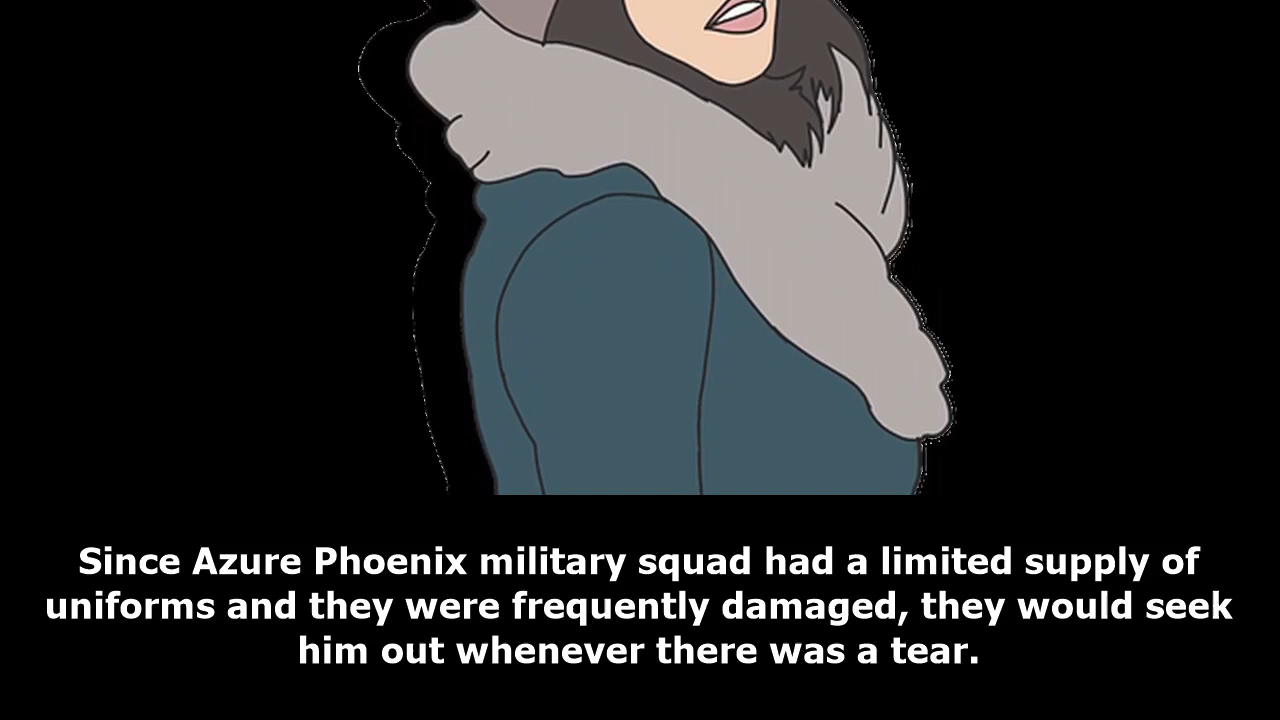 Since Azure Phoenix military squad had a limited supply of
uniforms and they were frequently damaged, they would seek
him out whenever there was a tear.